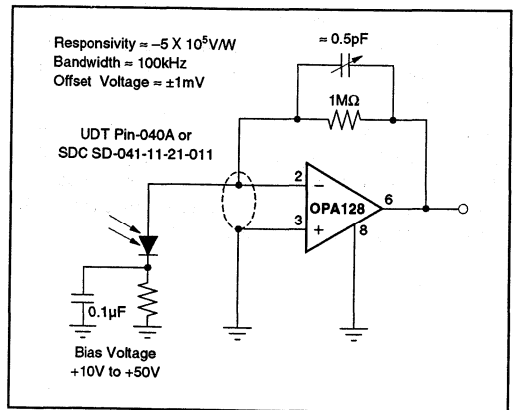 Responsivity ≈ –5 X 10⁵V/W
Bandwidth ≈ 100kHz
Offset Voltage ≈ ±1mV
≈ 0.5pF
1MΩ
UDT Pin-040A or
SDC SD-041-11-21-011
2
–
OPA128
6
3
+
8
0.1µF
Bias Voltage
+10V to +50V